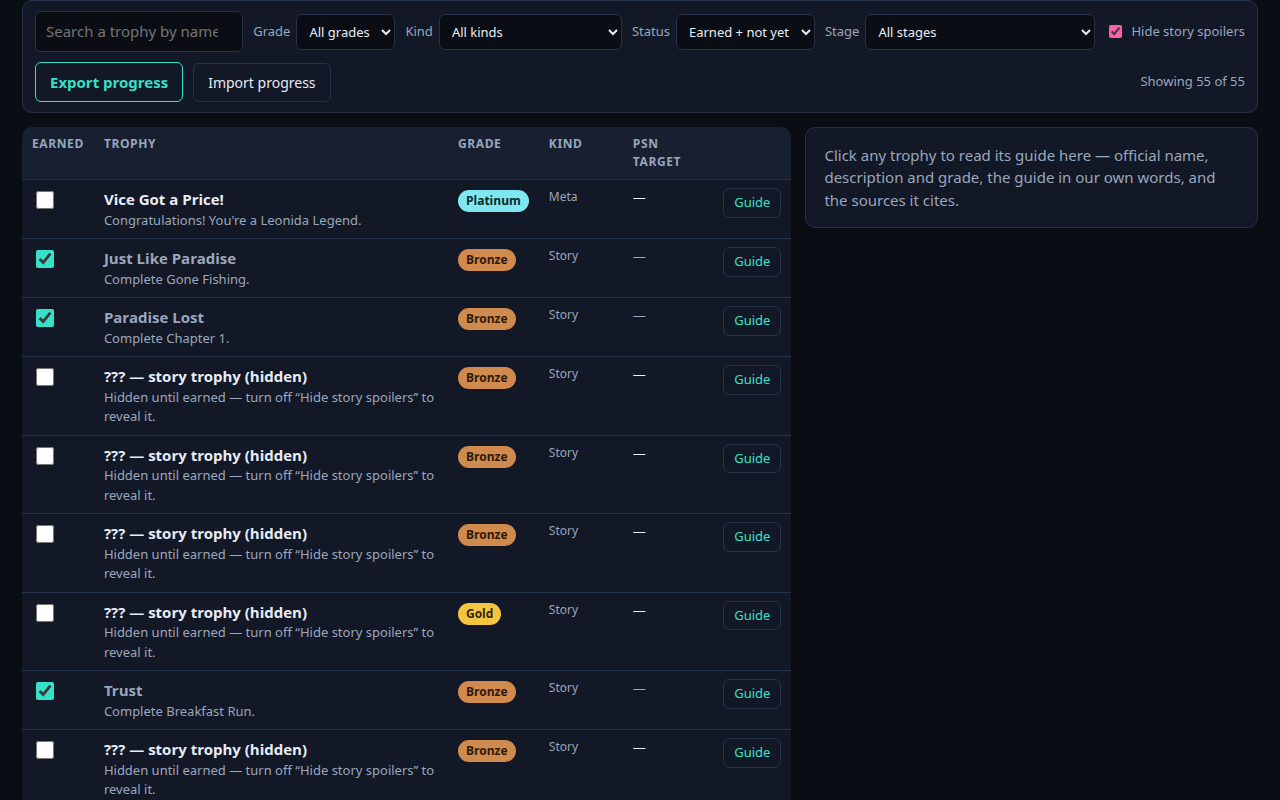 Search a trophy by name Grade All grades Kind All kinds Status Earned + not yet Stage All stages Hide story spoilers
Export progress Import progress Showing 55 of 55
EARNED TROPHY GRADE KIND PSN TARGET
Vice Got a Price! Platinum Meta — Guide
Congratulations! You're a Leonida Legend.
Just Like Paradise Bronze Story — Guide
Complete Gone Fishing.
Paradise Lost Bronze Story — Guide
Complete Chapter 1.
??? — story trophy (hidden) Bronze Story — Guide
Hidden until earned — turn off “Hide story spoilers” to
reveal it.
??? — story trophy (hidden) Bronze Story — Guide
Hidden until earned — turn off “Hide story spoilers” to
reveal it.
??? — story trophy (hidden) Bronze Story — Guide
Hidden until earned — turn off “Hide story spoilers” to
reveal it.
??? — story trophy (hidden) Gold Story — Guide
Hidden until earned — turn off “Hide story spoilers” to
reveal it.
Trust Bronze Story — Guide
Complete Breakfast Run.
??? — story trophy (hidden) Bronze Story — Guide
Hidden until earned — turn off “Hide story spoilers” to
reveal it.
Click any trophy to read its guide here — official name,
description and grade, the guide in our own words, and
the sources it cites.